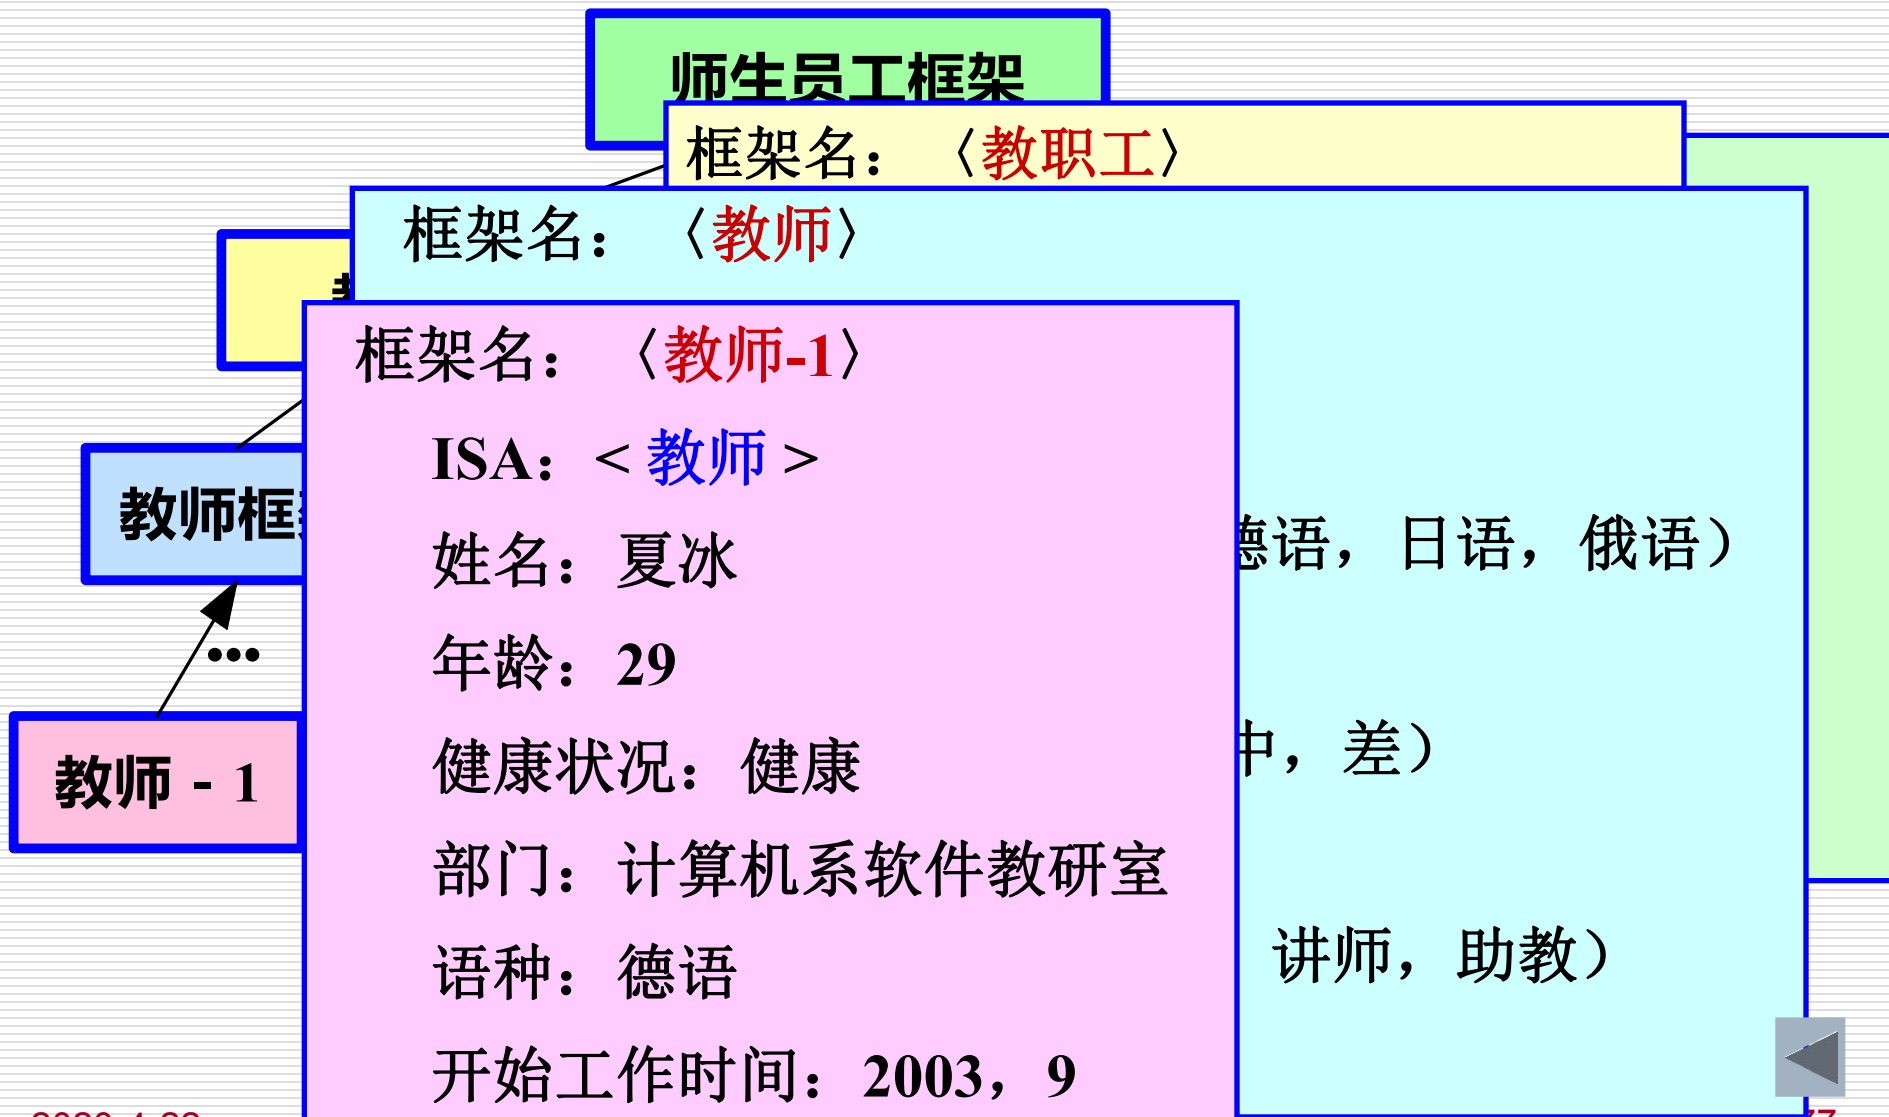 师生员工框架
框架名：〈教职工〉
框架名：〈教师〉
框架名：〈教师-1〉
ISA：< 教师 >
教师框
姓名：夏冰
语，日语，俄语）
年龄：29
...
健康状况：健康
，差）
教师 - 1
部门：计算机系软件教研室
语种：德语
讲师，助教）
开始工作时间：2003，9